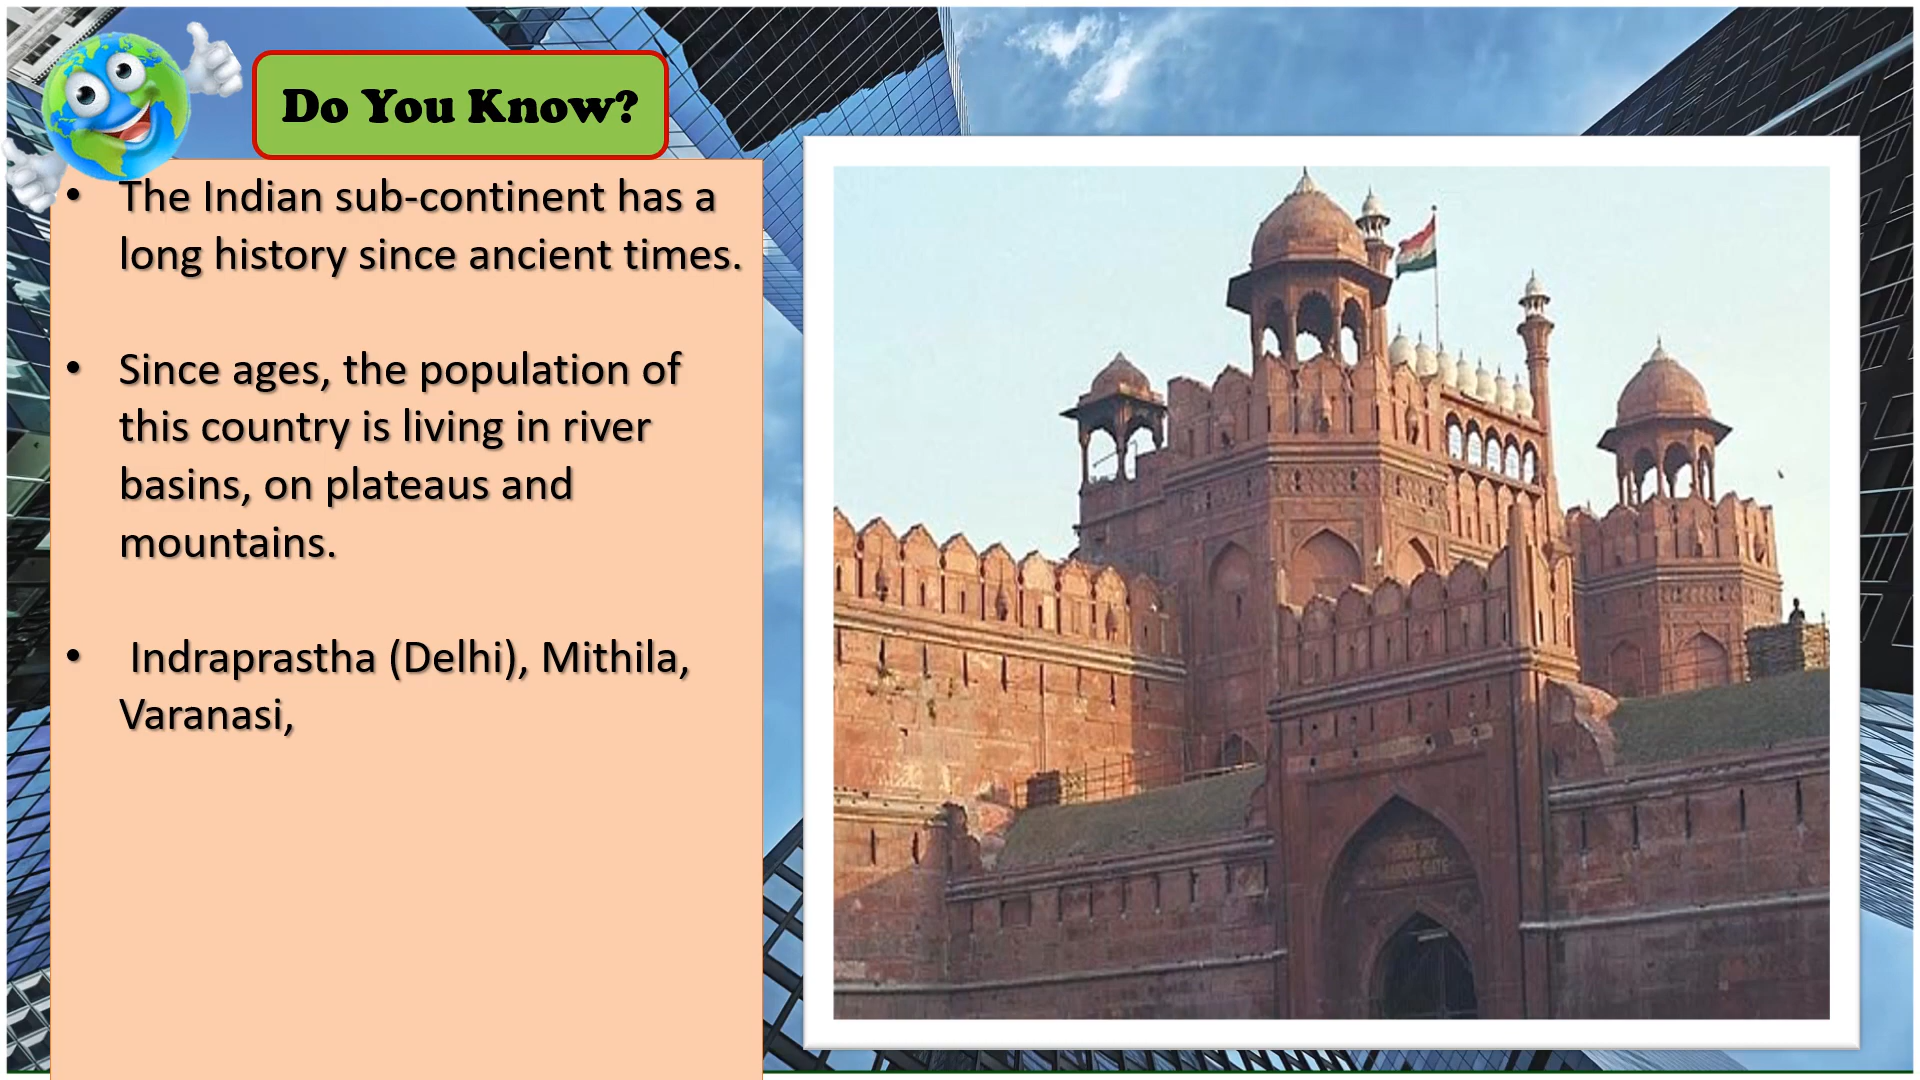 Do You Know?
• The Indian sub-continent has a
long history since ancient times.
• Since ages, the population of
this country is living in river
basins, on plateaus and
mountains.
• Indraprastha (Delhi), Mithila,
Varanasi,